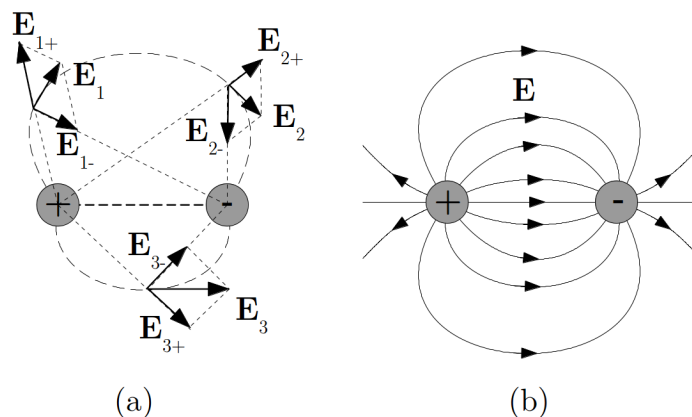 E1+
E1
E1-
E2+
E2
E2-
+
-
E3-
E3
E3+
(a)
E
+
-
(b)